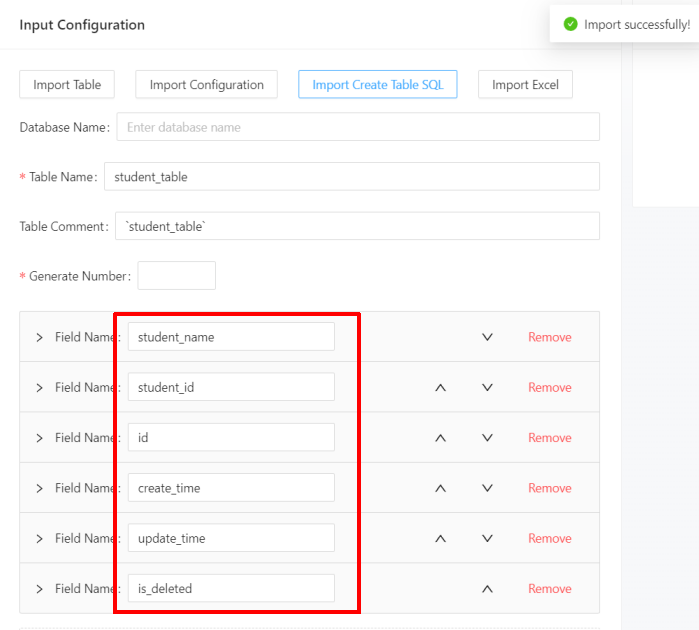 Input Configuration
Import successfully!
Import Table Import Configuration Import Create Table SQL Import Excel
Database Name: Enter database name
* Table Name: student_table
Table Comment: `student_table`
* Generate Number:
Field Name: student_name Remove
Field Name: student_id Remove
Field Name: id Remove
Field Name: create_time Remove
Field Name: update_time Remove
Field Name: is_deleted Remove